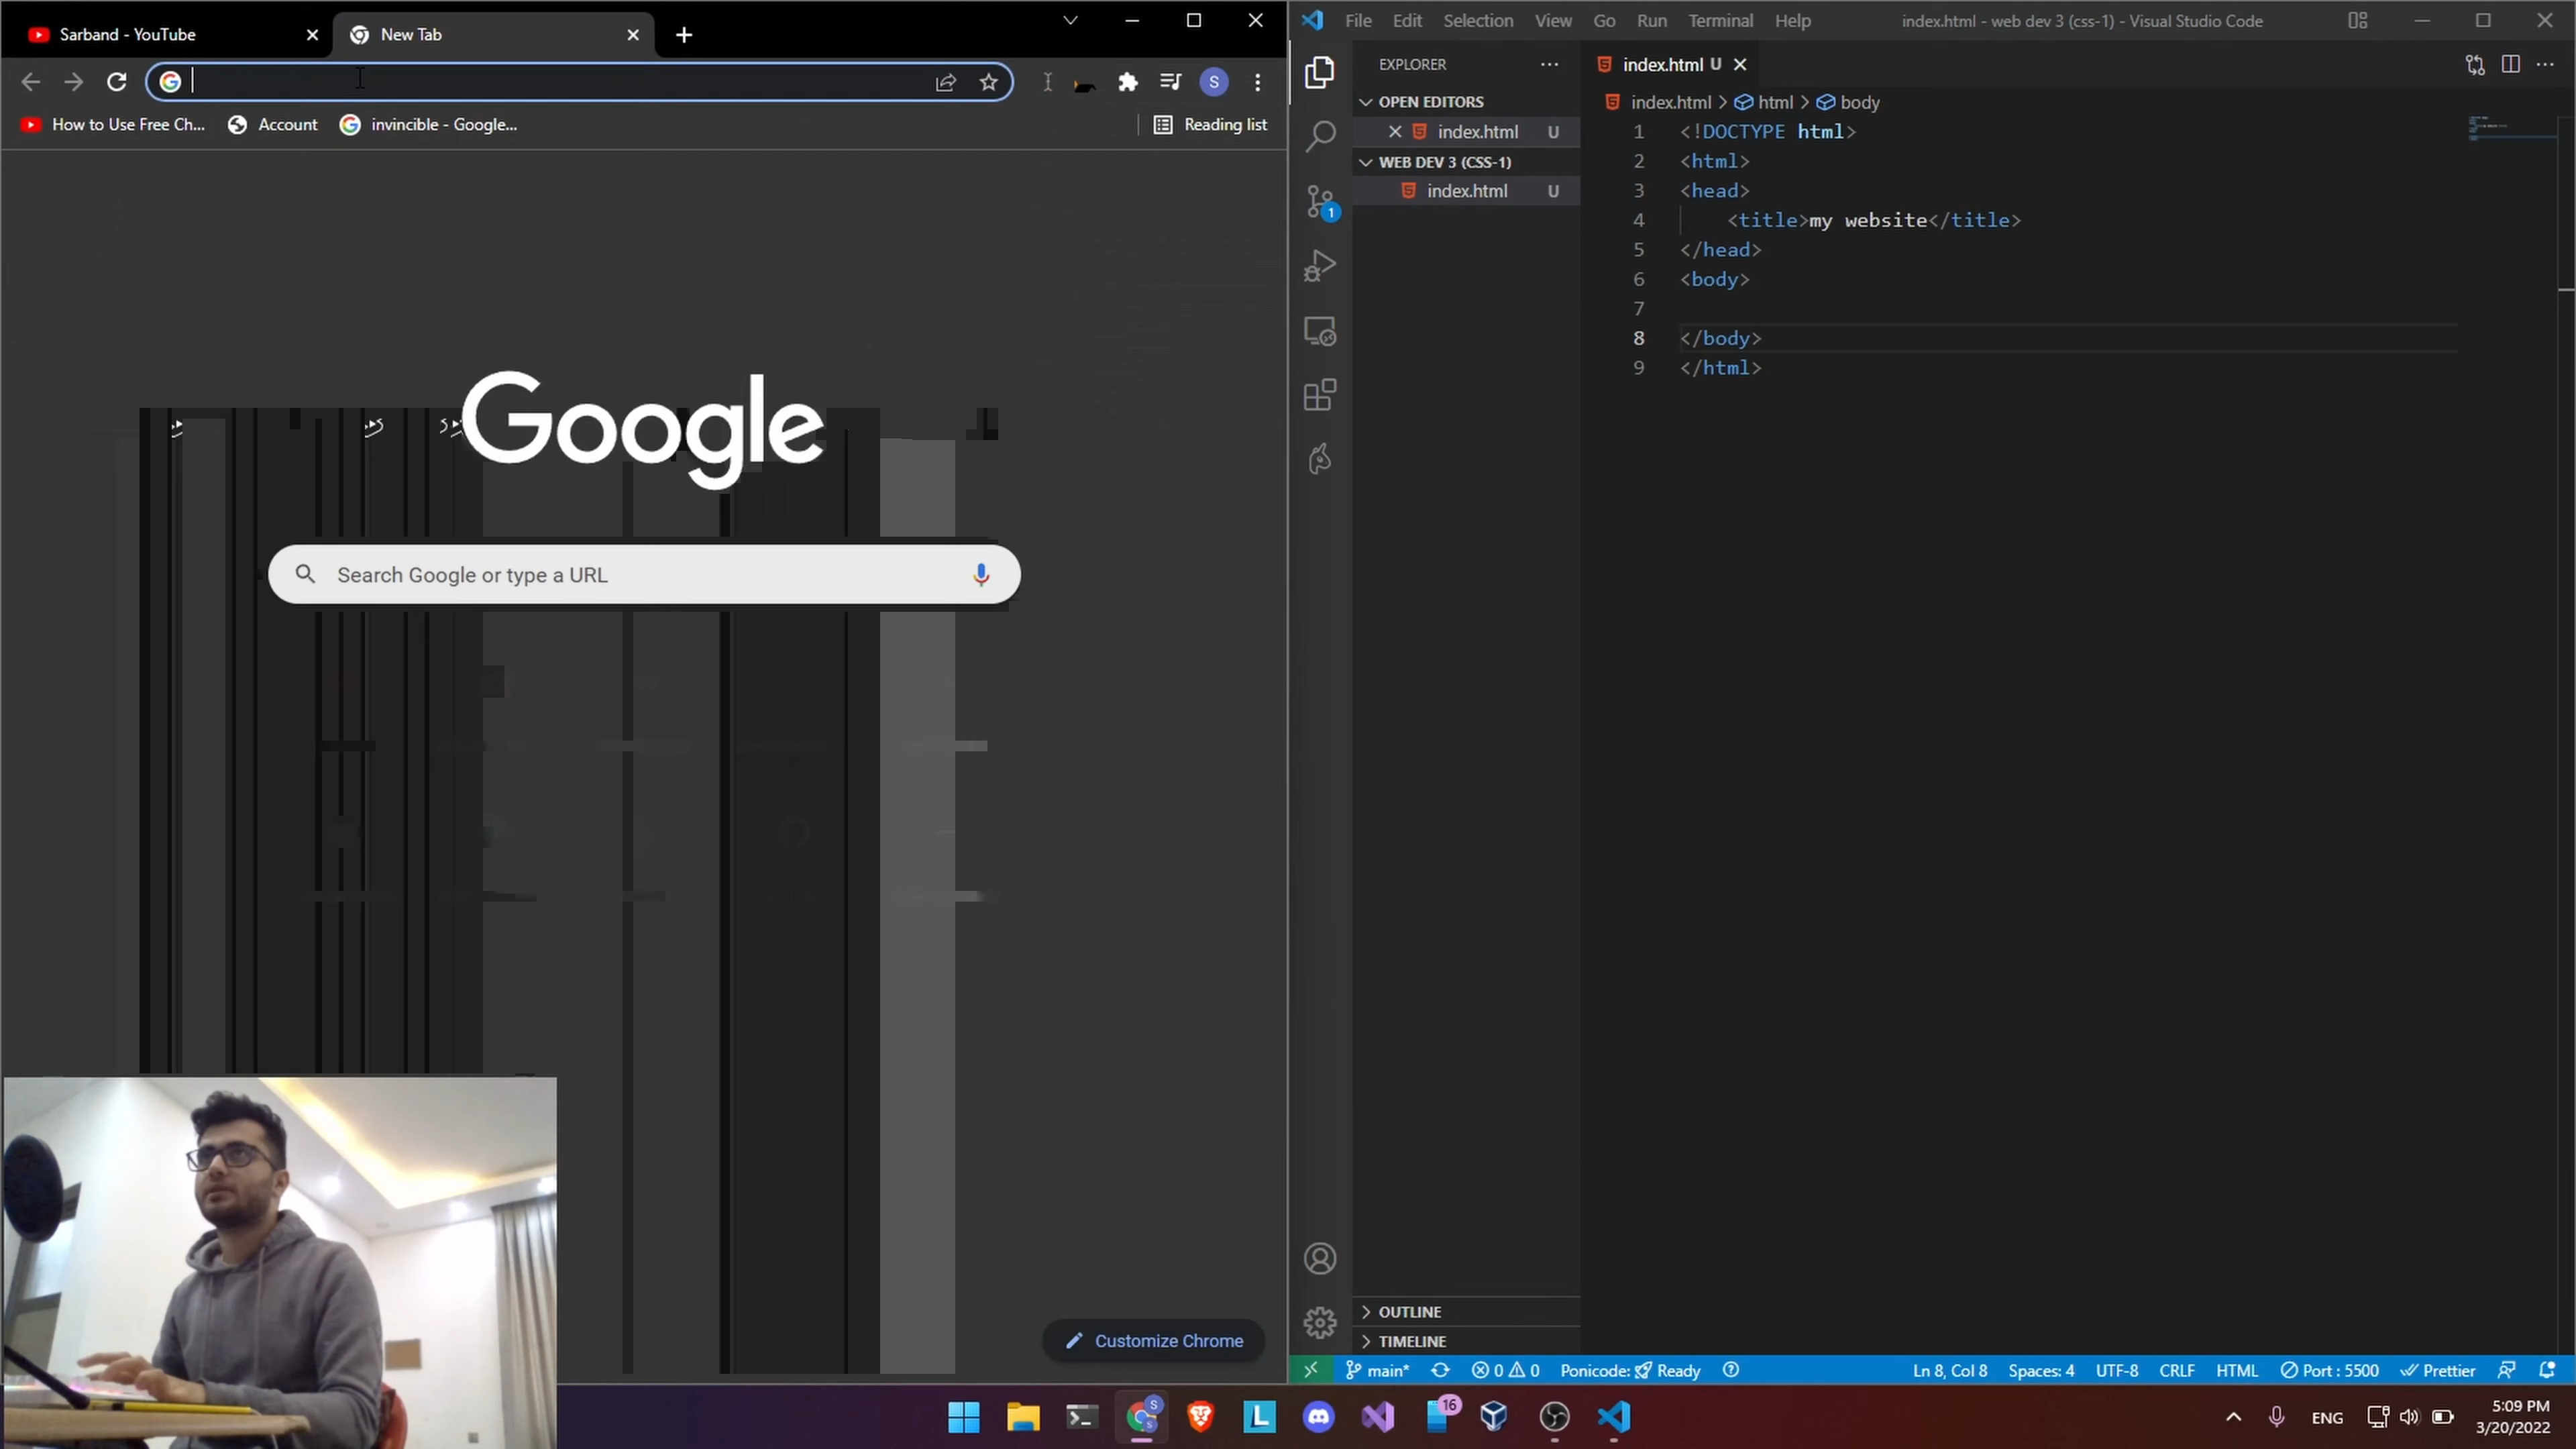 Sarband - YouTube
New Tab
How to Use Free Ch...
Account
invincible - Google...
Reading list
Google
Search Google or type a URL
Customize Chrome
File Edit Selection View Go Run Terminal Help
index.html - web dev 3 (css-1) - Visual Studio Code
EXPLORER
OPEN EDITORS
index.html U
WEB DEV 3 (CSS-1)
index.html U
OUTLINE
TIMELINE
index.html U
index.html > html > body
1 <!DOCTYPE html>
2 <html>
3 <head>
4 <title>my website</title>
5 </head>
6 <body>
7
8 </body>
9 </html>
main* 0 0 Ponicode: Ready
Ln 8, Col 8 Spaces: 4 UTF-8 CRLF HTML Port : 5500 Prettier
S
S
1
L
16
ENG
5:09 PM
3/20/2022